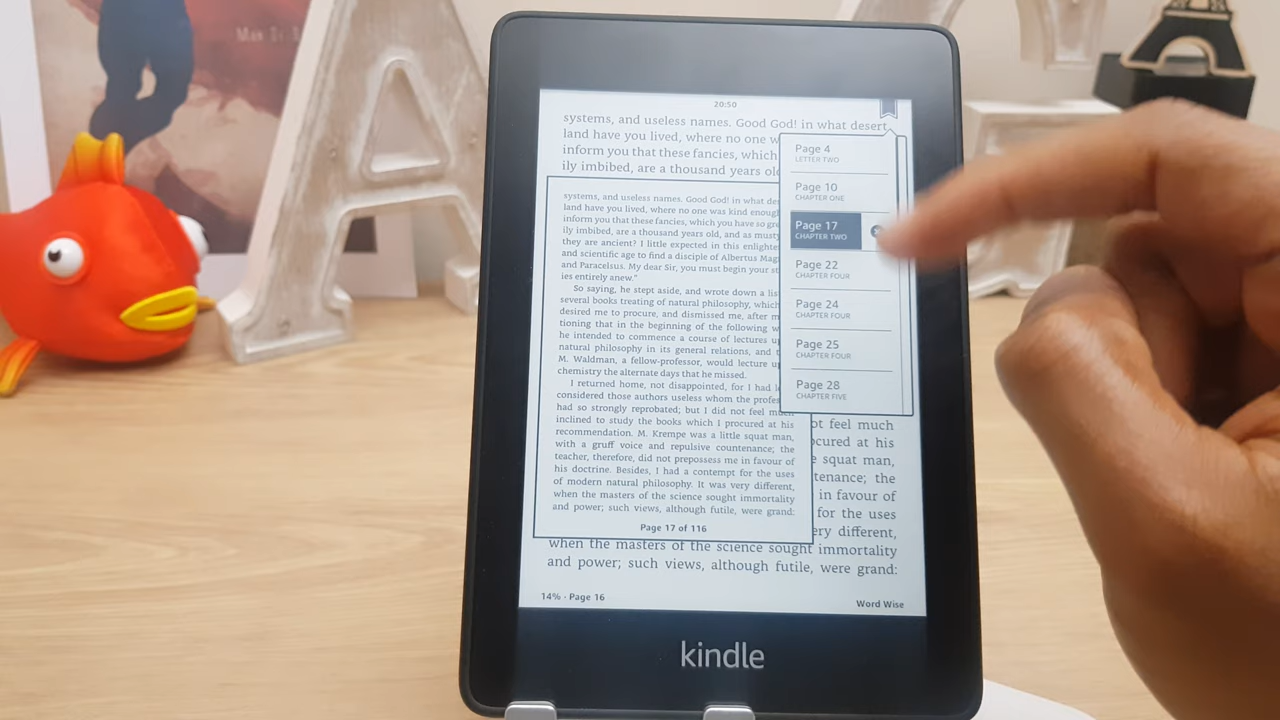 20:50
systems, and useless names. Good God! in what desert
land have you lived, where no one w
inform you that these fancies, which
ily imbibed, are a thousand years old
Page 4
LETTER TWO
Page 10
CHAPTER ONE
Page 17
CHAPTER TWO
Page 22
CHAPTER FOUR
Page 24
CHAPTER FOUR
Page 25
CHAPTER FOUR
Page 28
CHAPTER FIVE
systems, and useless names. Good God! in what de
land have you lived, where no one was kind enoug
inform you that these fancies, which you have so gre
ily imbibed, are a thousand years old, and as musty
they are ancient? I little expected in this enlighte
and scientific age to find a disciple of Albertus Mag
and Paracelsus. My dear Sir, you must begin your st
ies entirely anew."
So saying, he stept aside, and wrote down a lis
several books treating of natural philosophy, which
desired me to procure, and dismissed me, after m
tioning that in the beginning of the following w
he intended to commence a course of lectures u
natural philosophy in its general relations, and t
M. Waldman, a fellow-professor, would lecture u
chemistry the alternate days that he missed.
I returned home, not disappointed, for I had l
considered those authors useless whom the profes
had so strongly reprobated; but I did not feel much
inclined to study the books which I procured at his
recommendation. M. Krempe was a little squat man,
with a gruff voice and repulsive countenance; the
teacher, therefore, did not prepossess me in favour of
his doctrine. Besides, I had a contempt for the uses
of modern natural philosophy. It was very different,
when the masters of the science sought immortality
and power; such views, although futile, were grand:
Page 17 of 116
ot feel much
ocured at his
e squat man,
tenance; the
in favour of
for the uses
ery different,
when the masters of the science sought immortality
and power; such views, although futile, were grand:
14% · Page 16
Word Wise
kindle
A